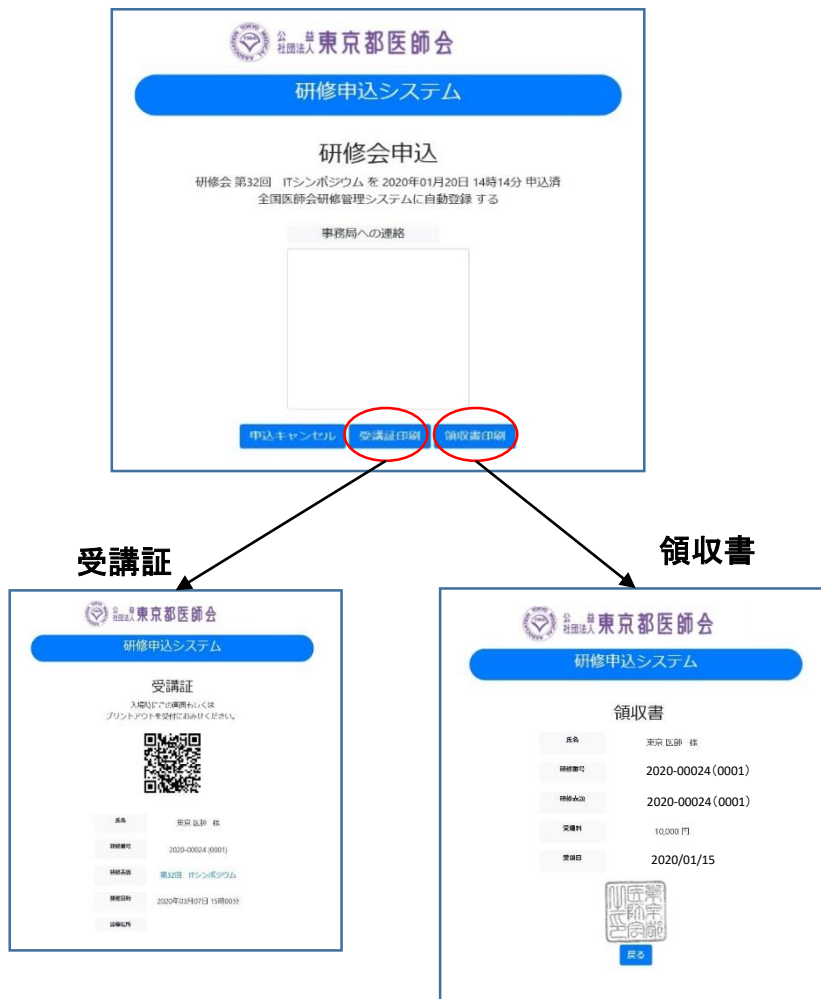 公益
社団法人 東京都医師会
研修申込システム
研修会申込
研修会 第32回 ITシンポジウム を 2020年01月20日 14時14分 申込済
全国医師会研修管理システムに自動登録 する
事務局への連絡
申込キャンセル 受講証印刷 領収書印刷
受講証
公益
社団法人 東京都医師会
研修申込システム
受講証
入場時にこの画面もしくは
プリントアウトを受付におみせください。
氏名 東京 医師 様
研修番号 2020-00024 (0001)
研修名称 第32回 ITシンポジウム
開催日時 2020年03月07日 15時00分
領収書
公益
社団法人 東京都医師会
研修申込システム
領収書
氏名 東京 医師 様
研修番号 2020-00024(0001)
研修名称 2020-00024(0001)
受講料 10,000 円
受領日 2020/01/15
戻る